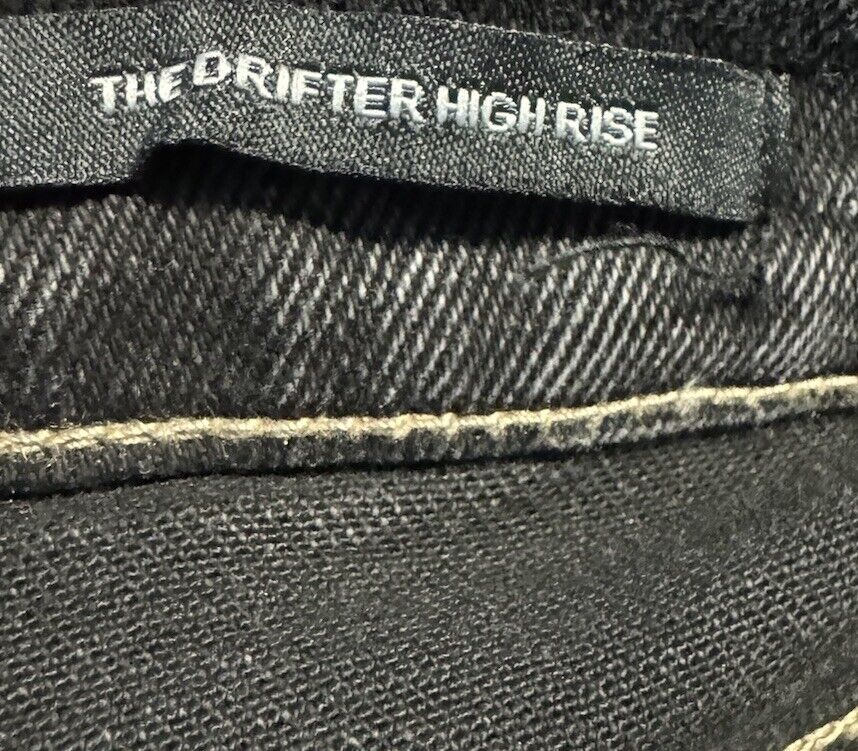 THE DRIFTER HIGH RISE